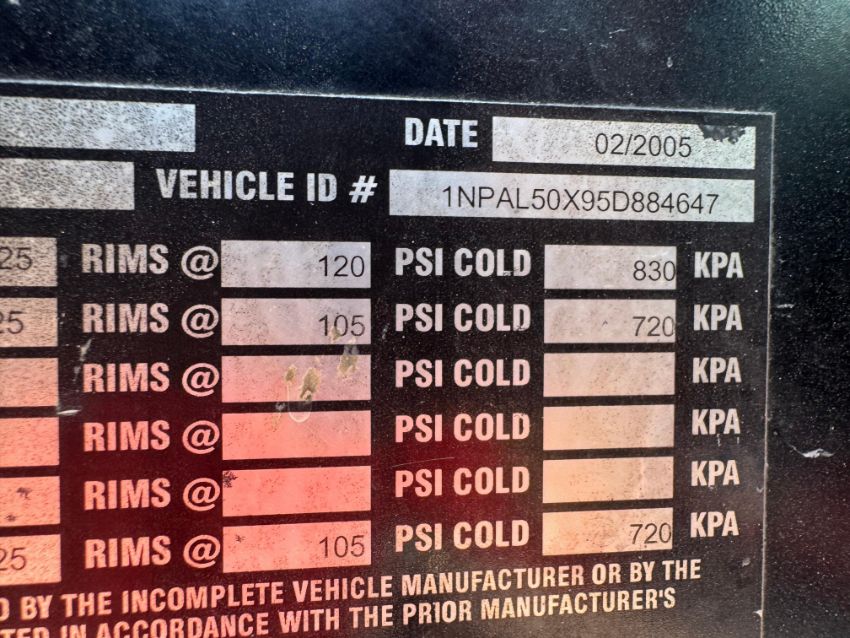 DATE 02/2005
VEHICLE ID # 1NPAL50X95D884647
25 RIMS @ 120 PSI COLD 830 KPA
25 RIMS @ 105 PSI COLD 720 KPA
RIMS @ PSI COLD KPA
RIMS @ PSI COLD KPA
RIMS @ PSI COLD KPA
25 RIMS @ 105 PSI COLD 720 KPA
D BY THE INCOMPLETE VEHICLE MANUFACTURER OR BY THE
TED IN ACCORDANCE WITH THE PRIOR MANUFACTURER'S